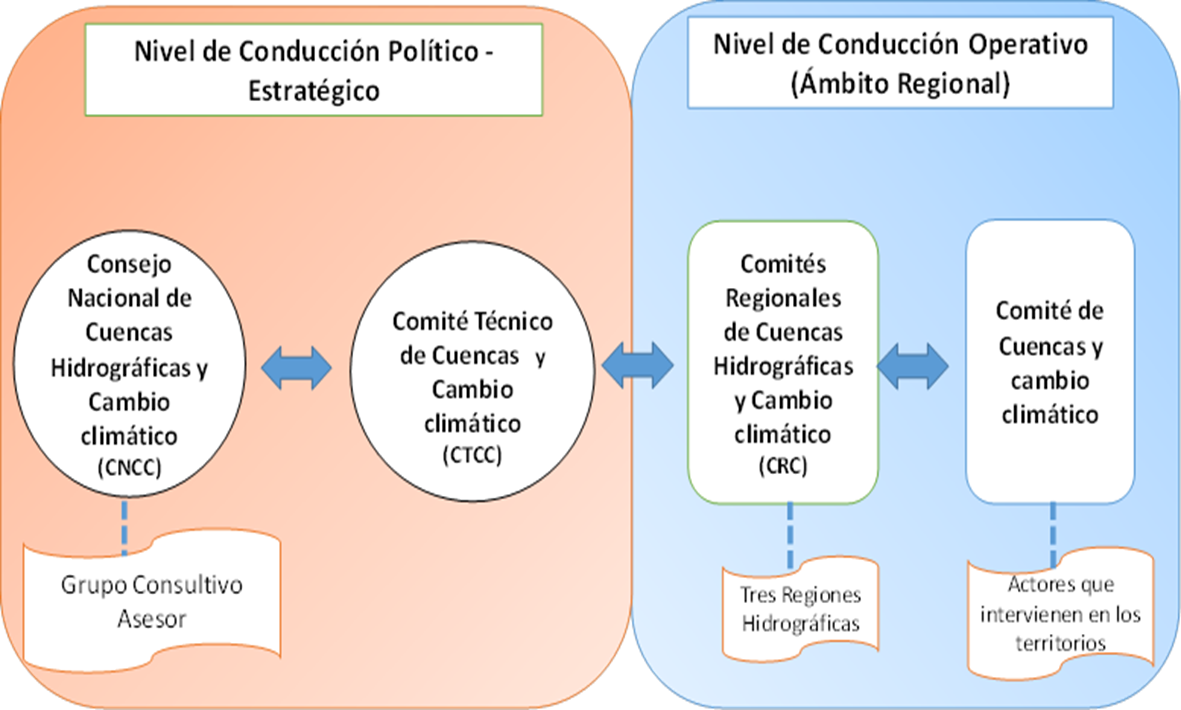 Nivel de Conducción Político -
Estratégico
Nivel de Conducción Operativo
(Ámbito Regional)
Consejo
Nacional de
Cuencas
Hidrográficas y
Cambio
climático
(CNCC)
Comité Técnico
de Cuencas y
Cambio
climático
(CTCC)
Comités
Regionales
de Cuencas
Hidrográficas
y Cambio
climático
(CRC)
Comité de
Cuencas y
cambio
climático
Grupo Consultivo
Asesor
Tres Regiones
Hidrográficas
Actores que
intervienen en los
territorios